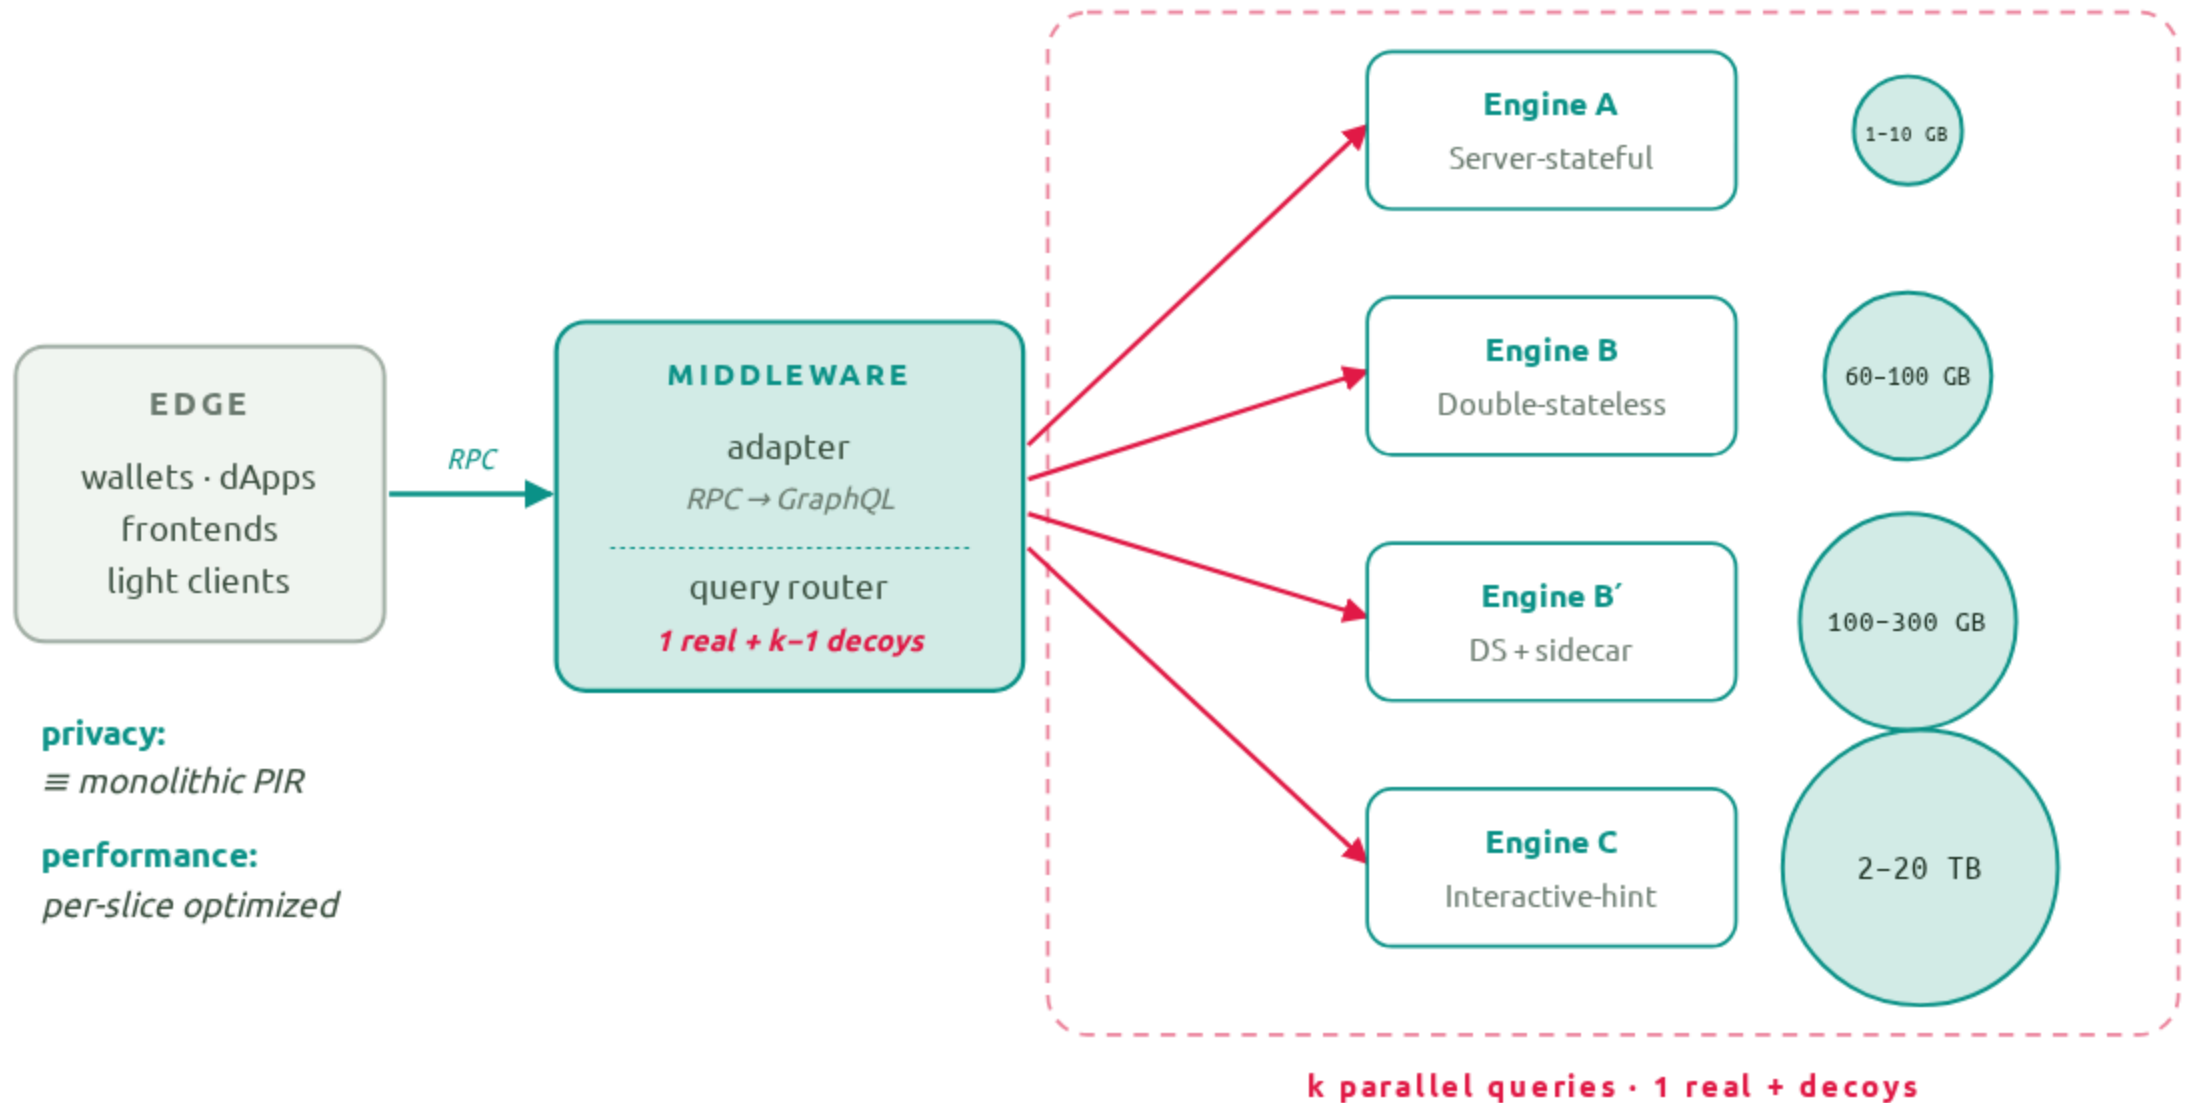 EDGE
wallets · dApps
frontends
light clients
privacy:
≡ monolithic PIR
performance:
per-slice optimized
RPC
MIDDLEWARE
adapter
RPC → GraphQL
query router
1 real + k−1 decoys
Engine A
Server-stateful
1–10 GB
Engine B
Double-stateless
60–100 GB
Engine B′
DS + sidecar
100–300 GB
Engine C
Interactive-hint
2–20 TB
k parallel queries · 1 real + decoys